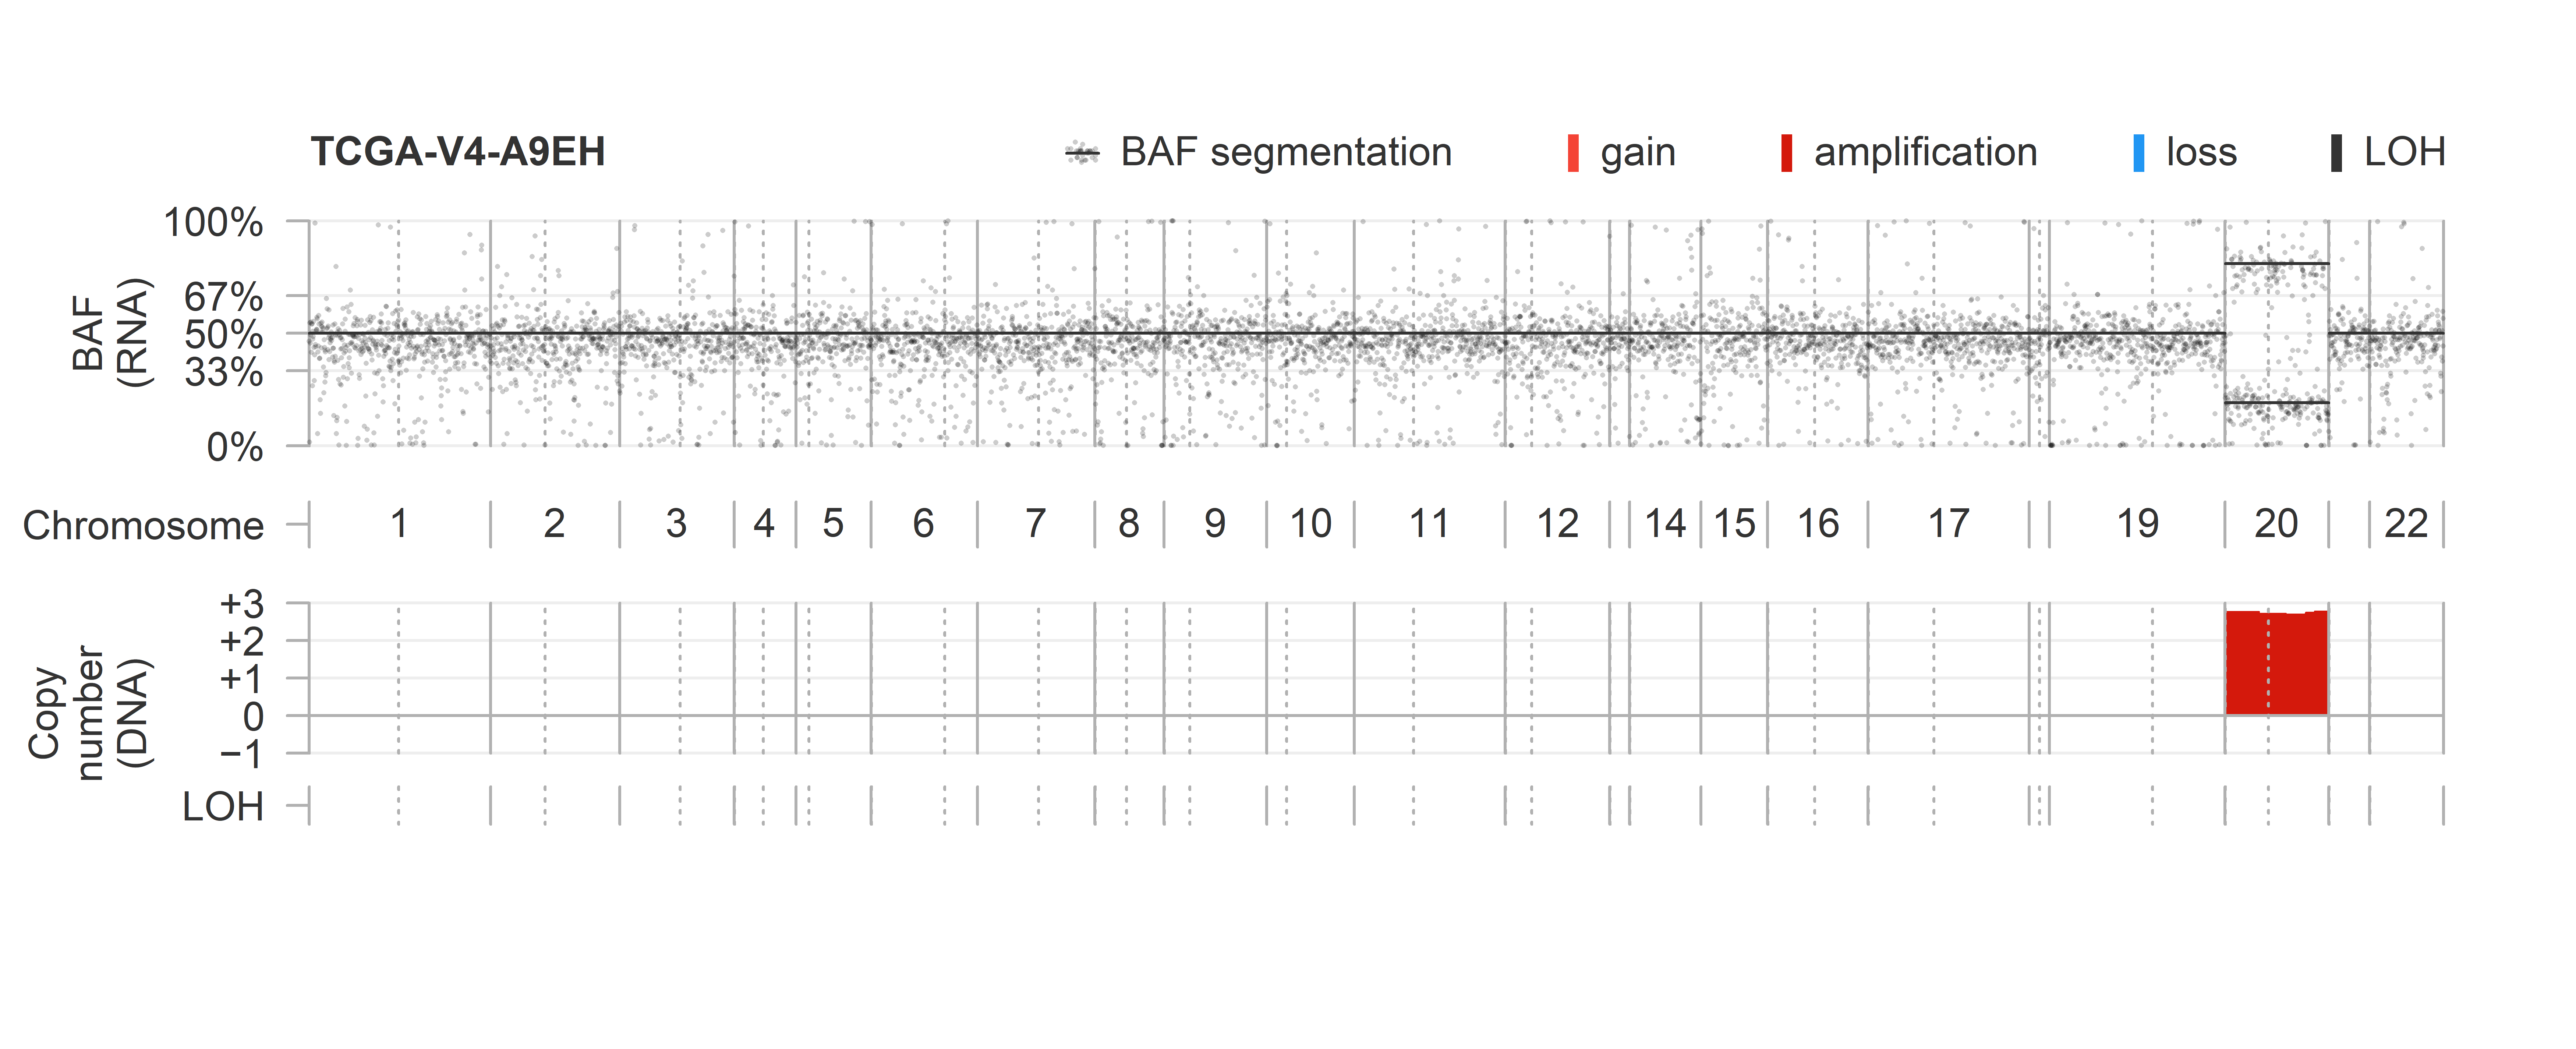 TCGA-V4-A9EH
BAF segmentation
gain
amplification
loss
LOH
BAF
(RNA)
100%
67%
50%
33%
0%
Chromosome
1 2 3 4 5 6 7 8 9 10 11 12 14 15 16 17 19 20 22
Copy
number
(DNA)
+3
+2
+1
0
−1
LOH